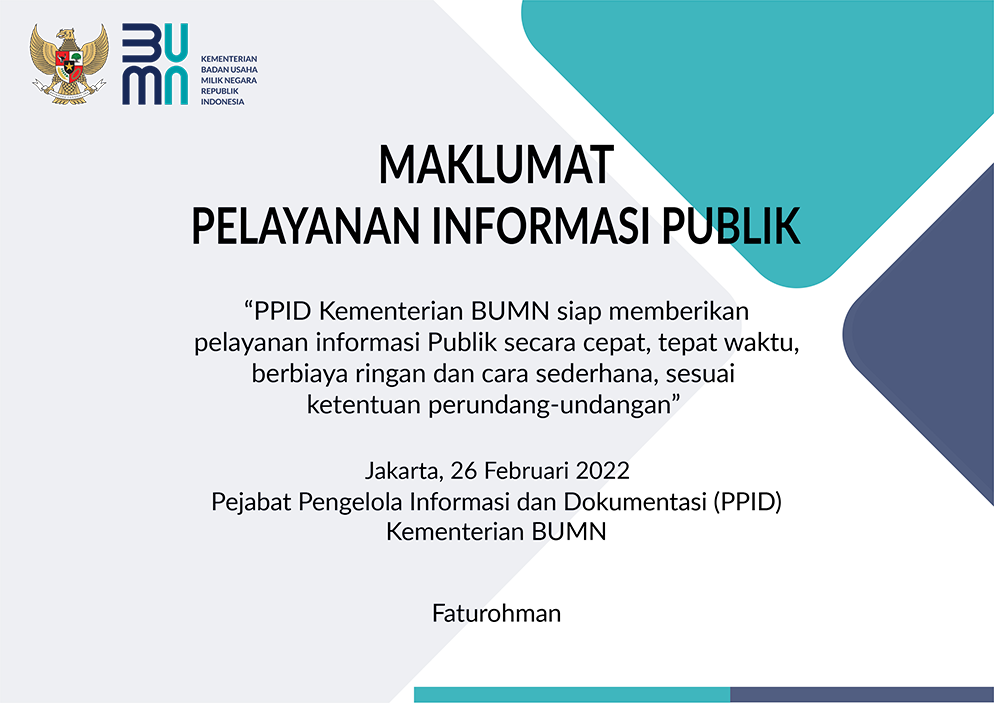 BUMN
KEMENTERIAN
BADAN USAHA
MILIK NEGARA
REPUBLIK
INDONESIA
MAKLUMAT
PELAYANAN INFORMASI PUBLIK
“PPID Kementerian BUMN siap memberikan
pelayanan informasi Publik secara cepat, tepat waktu,
berbiaya ringan dan cara sederhana, sesuai
ketentuan perundang-undangan”
Jakarta, 26 Februari 2022
Pejabat Pengelola Informasi dan Dokumentasi (PPID)
Kementerian BUMN
Faturohman